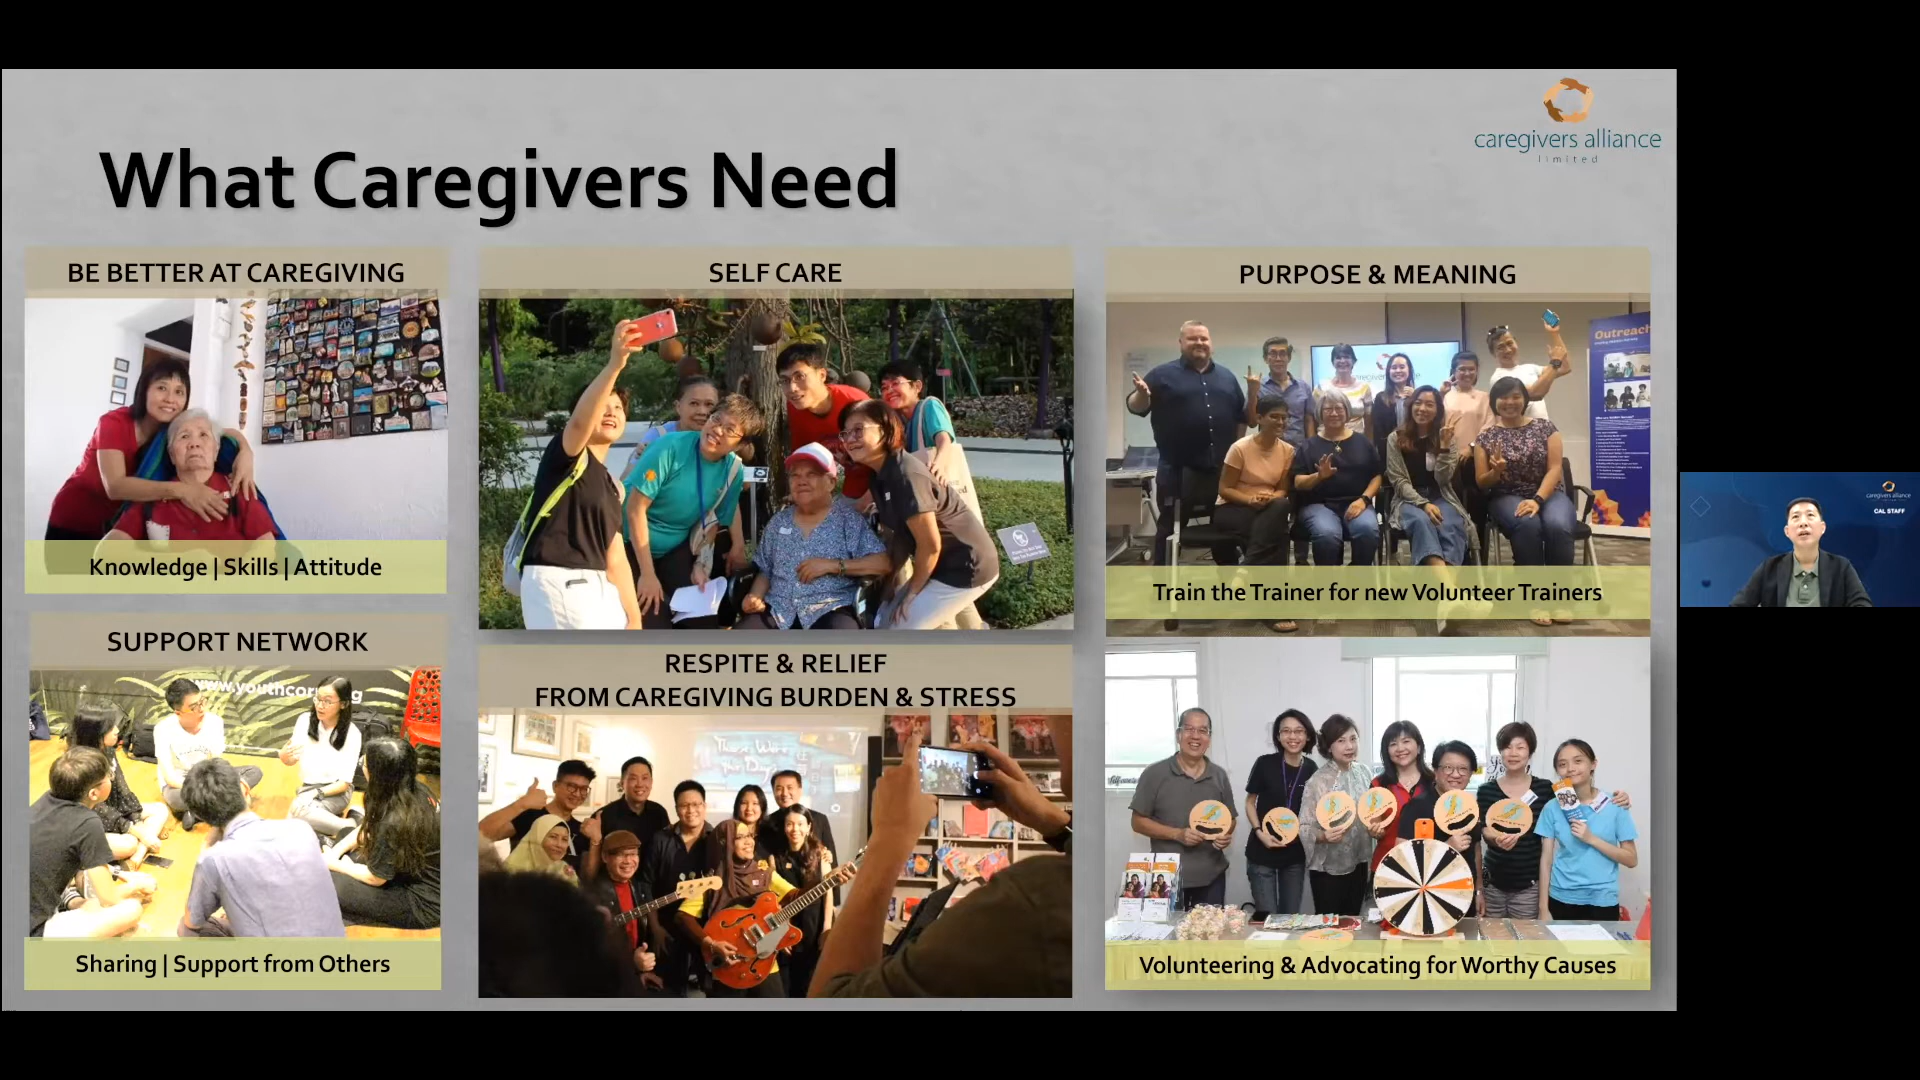 caregivers alliance
limited
What Caregivers Need
BE BETTER AT CAREGIVING
Knowledge | Skills | Attitude
SUPPORT NETWORK
Sharing | Support from Others
SELF CARE
RESPITE & RELIEF
FROM CAREGIVING BURDEN & STRESS
PURPOSE & MEANING
Outreach
Train the Trainer for new Volunteer Trainers
Volunteering & Advocating for Worthy Causes
caregivers alliance
CAL STAFF